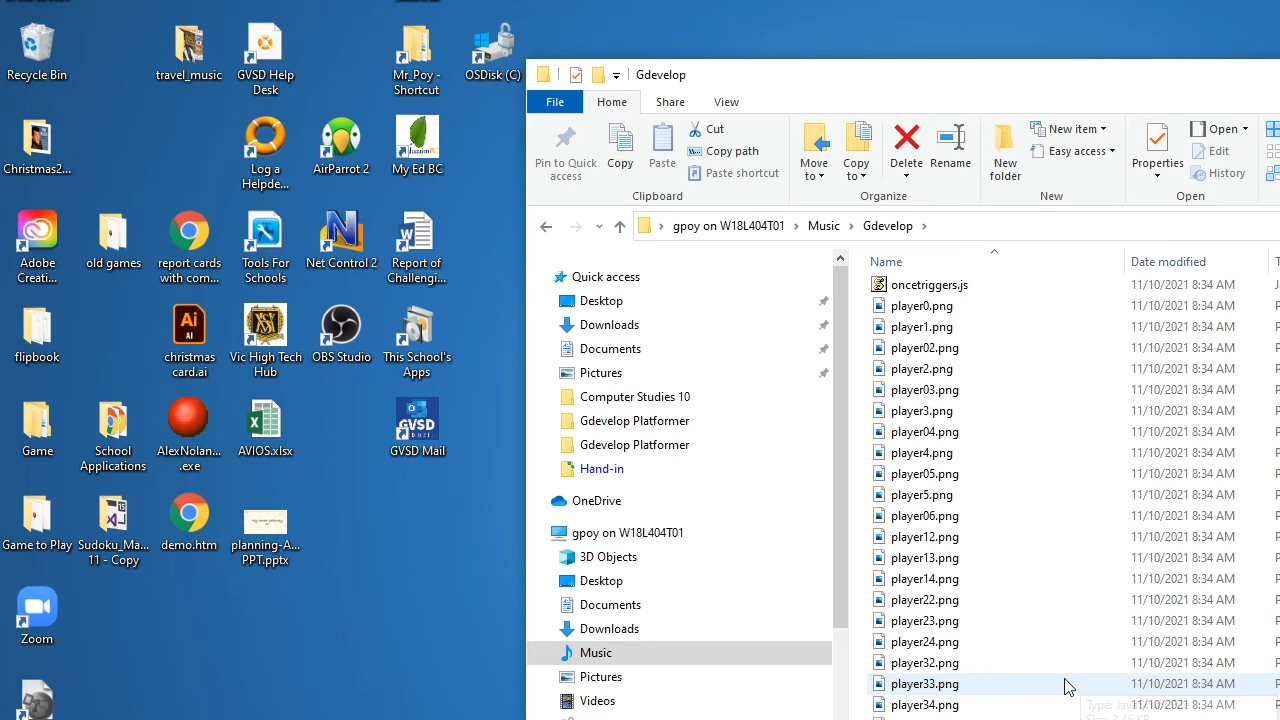 Recycle Bin
travel_music
GVSD Help
Desk
Mr_Poy -
Shortcut
OSDisk (C)
Christmas2...
Log a
Helpde...
AirParrot 2
My Ed BC
Adobe
Creati...
old games
report cards
with com...
Tools For
Schools
Net Control 2
Report of
Challengi...
flipbook
christmas
card.ai
Vic High Tech
Hub
OBS Studio
This School's
Apps
Game
School
Applications
AlexNolan...
.exe
AVIOS.xlsx
GVSD Mail
Game to Play
Sudoku_Ma...
11 - Copy
demo.htm
planning-A...
PPT.pptx
Zoom
Gdevelop
File Home Share View
Pin to Quick
access
Copy
Paste
Cut
Copy path
Paste shortcut
Clipboard
Move
to
Copy
to
Delete
Rename
Organize
New
folder
New item
Easy access
New
Properties
Open
Edit
History
Open
gpoy on W18L404T01 Music Gdevelop
Quick access
Desktop
Downloads
Documents
Pictures
Computer Studies 10
Gdevelop Platformer
Gdevelop Platformer
Hand-in
OneDrive
gpoy on W18L404T01
3D Objects
Desktop
Documents
Downloads
Music
Pictures
Videos
Name Date modified T
oncetriggers.js 11/10/2021 8:34 AM
player0.png 11/10/2021 8:34 AM P
player1.png 11/10/2021 8:34 AM P
player02.png 11/10/2021 8:34 AM P
player2.png 11/10/2021 8:34 AM P
player03.png 11/10/2021 8:34 AM P
player3.png 11/10/2021 8:34 AM P
player04.png 11/10/2021 8:34 AM P
player4.png 11/10/2021 8:34 AM P
player05.png 11/10/2021 8:34 AM P
player5.png 11/10/2021 8:34 AM P
player06.png 11/10/2021 8:34 AM P
player12.png 11/10/2021 8:34 AM P
player13.png 11/10/2021 8:34 AM P
player14.png 11/10/2021 8:34 AM P
player22.png 11/10/2021 8:34 AM P
player23.png 11/10/2021 8:34 AM P
player24.png 11/10/2021 8:34 AM P
player32.png 11/10/2021 8:34 AM P
player33.png 11/10/2021 8:34 AM P
player34.png 11/10/2021 8:34 AM P